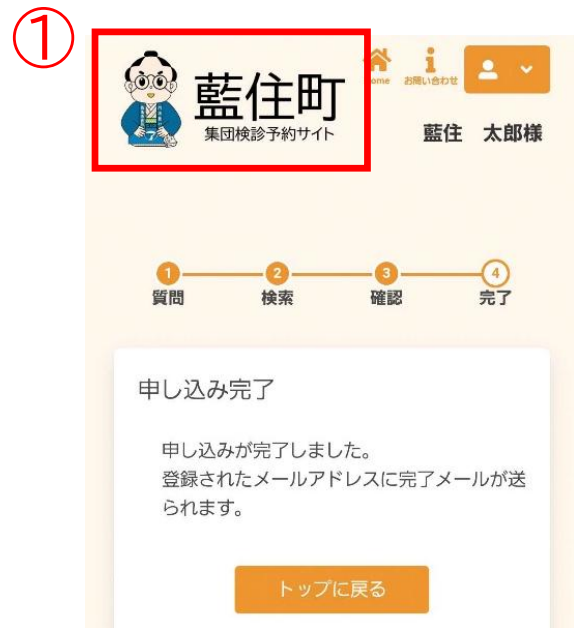 ①
藍住町
集団検診予約サイト
Home お問い合わせ
藍住 太郎様
1 2 3 4
質問 検索 確認 完了
申し込み完了
申し込みが完了しました。
登録されたメールアドレスに完了メールが送
られます。
トップに戻る